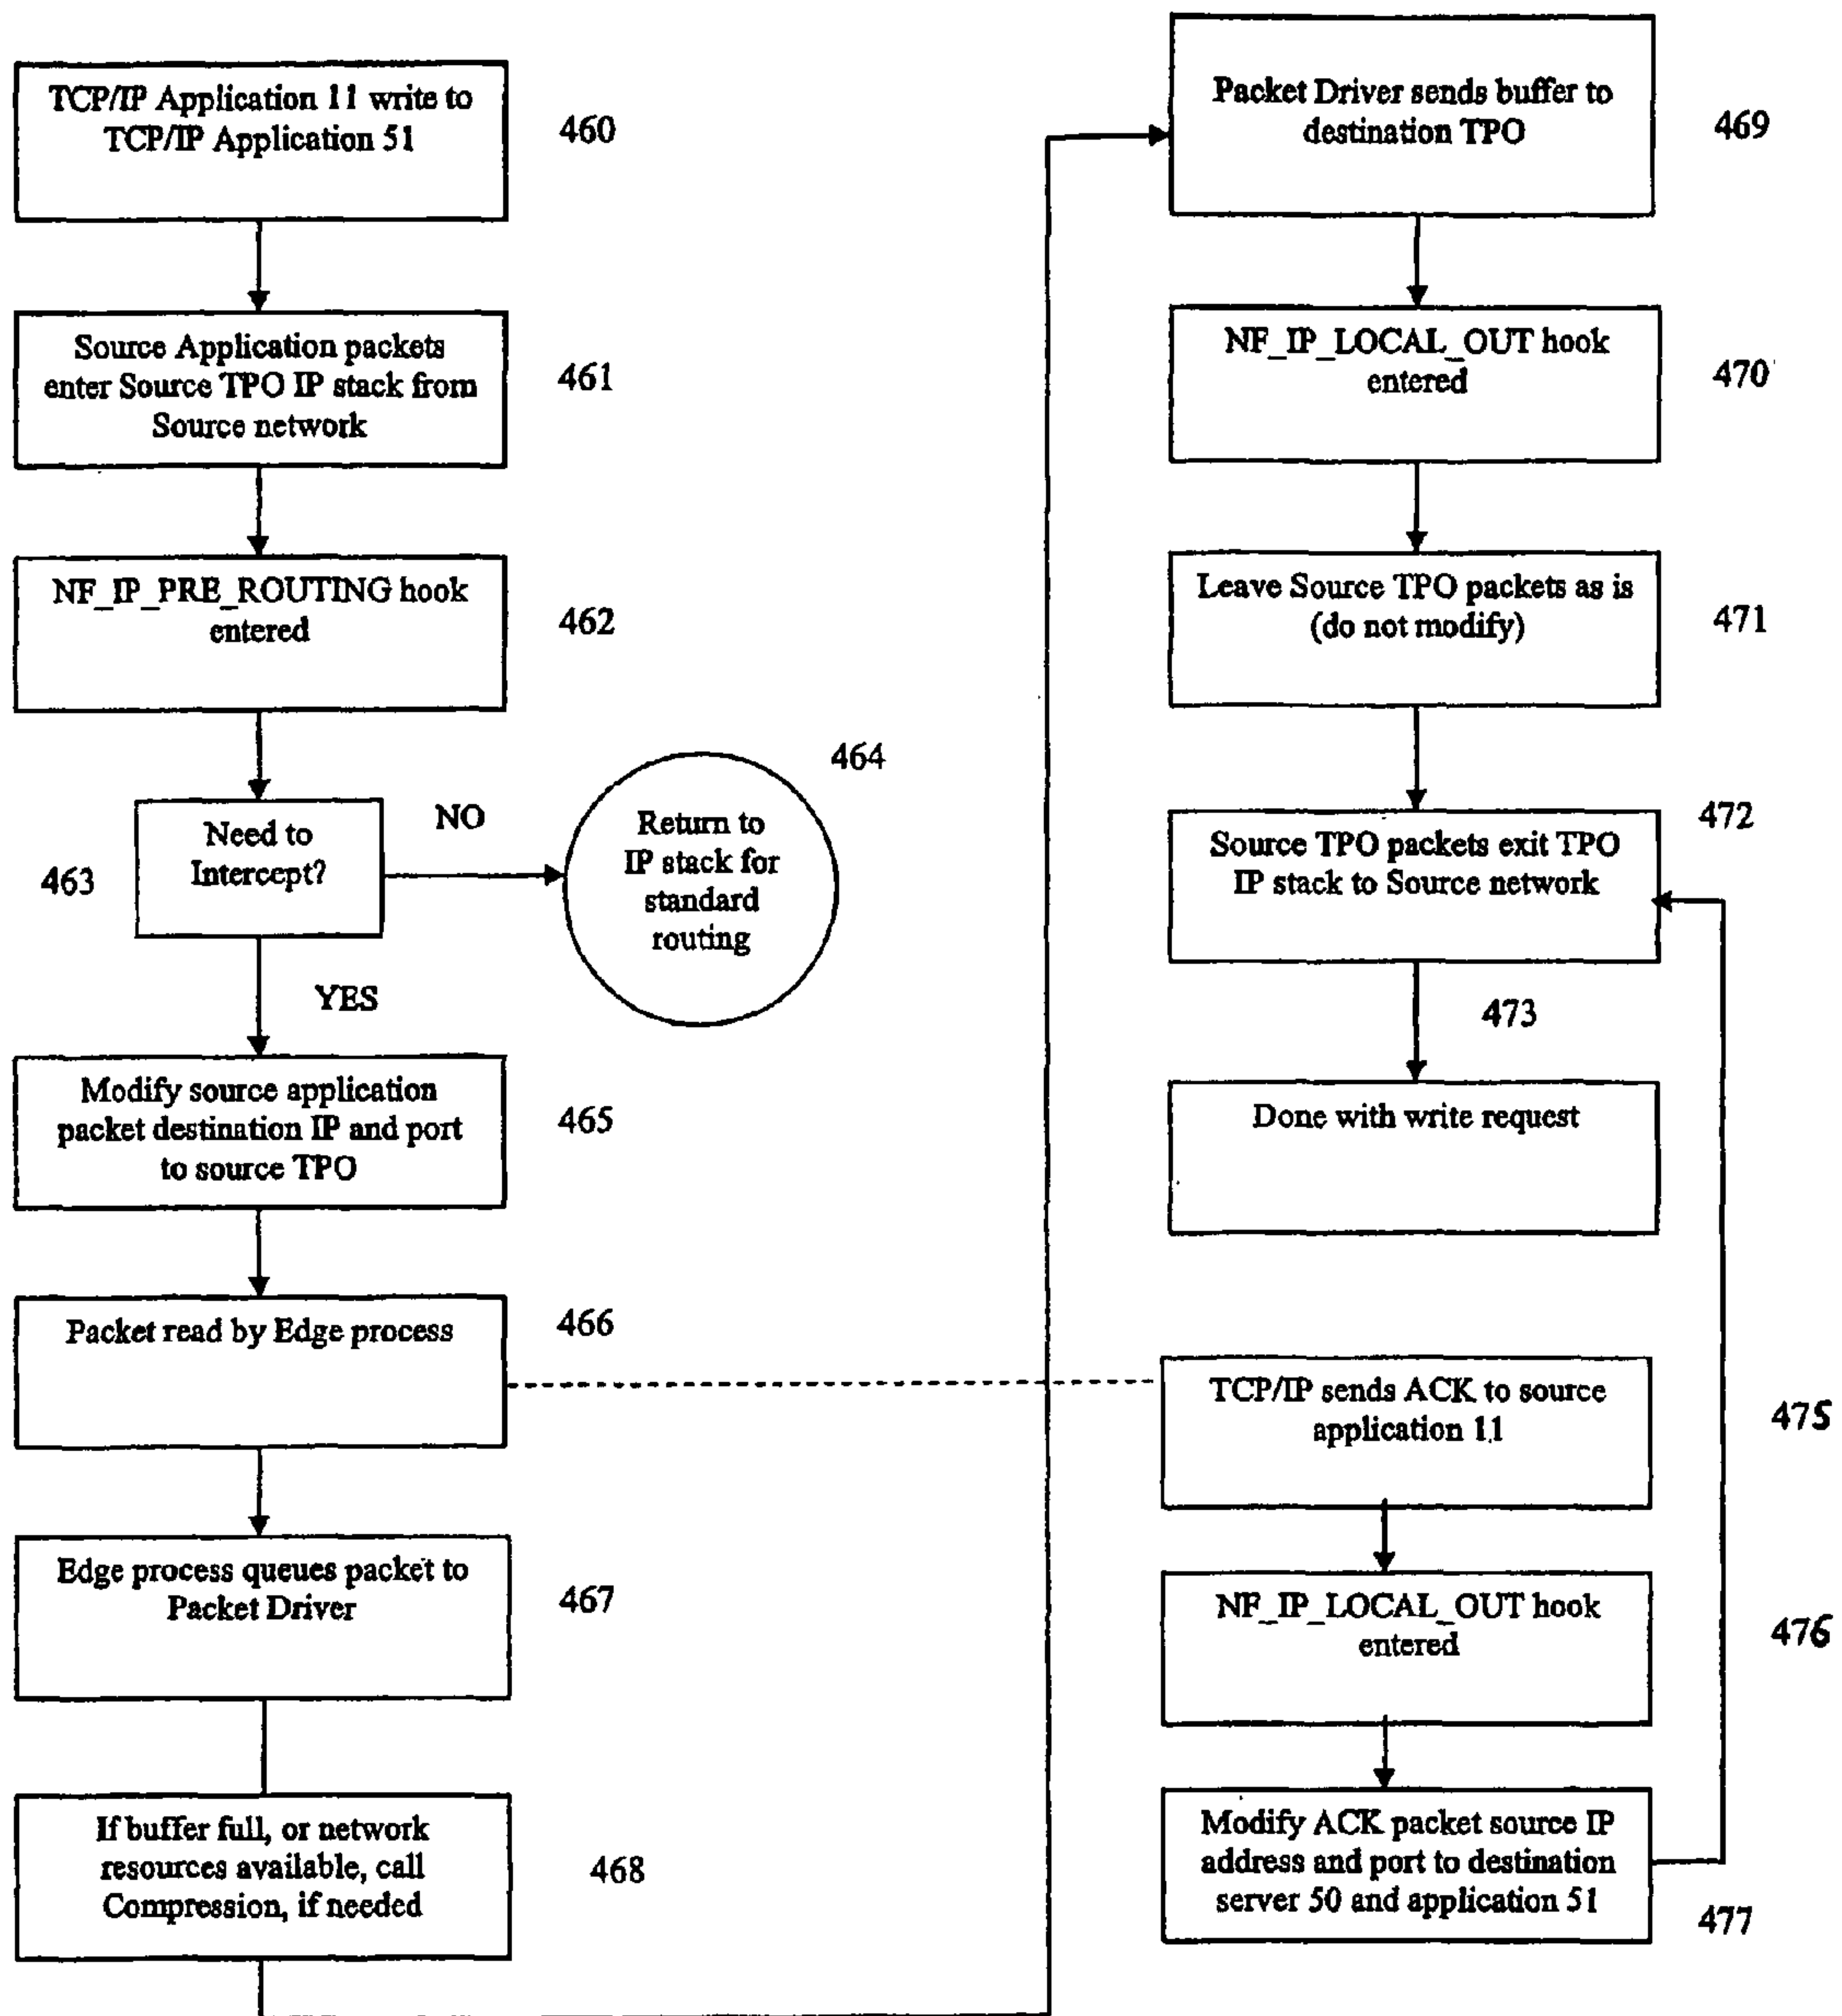 TCP/IP Application 11 write to
TCP/IP Application 51
460
Source Application packets
enter Source TPO IP stack from
Source network
461
NF_IP_PRE_ROUTING hook
entered
462
Need to
Intercept?
463
NO
464
Return to
IP stack for
standard
routing
YES
Modify source application
packet destination IP and port
to source TPO
465
Packet read by Edge process
466
Edge process queues packet to
Packet Driver
467
If buffer full, or network
resources available, call
Compression, if needed
468
Packet Driver sends buffer to
destination TPO
469
NF_IP_LOCAL_OUT hook
entered
470
Leave Source TPO packets as is
(do not modify)
471
472
Source TPO packets exit TPO
IP stack to Source network
473
Done with write request
TCP/IP sends ACK to source
application 11
475
NF_IP_LOCAL_OUT hook
entered
476
Modify ACK packet source IP
address and port to destination
server 50 and application 51
477